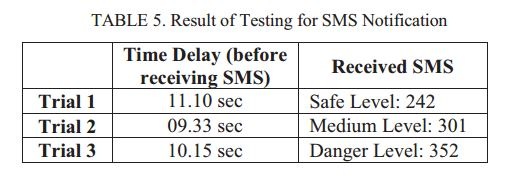 TABLE 5. Result of Testing for SMS Notification
Time Delay (before receiving SMS) Received SMS
Trial 1 11.10 sec Safe Level: 242
Trial 2 09.33 sec Medium Level: 301
Trial 3 10.15 sec Danger Level: 352